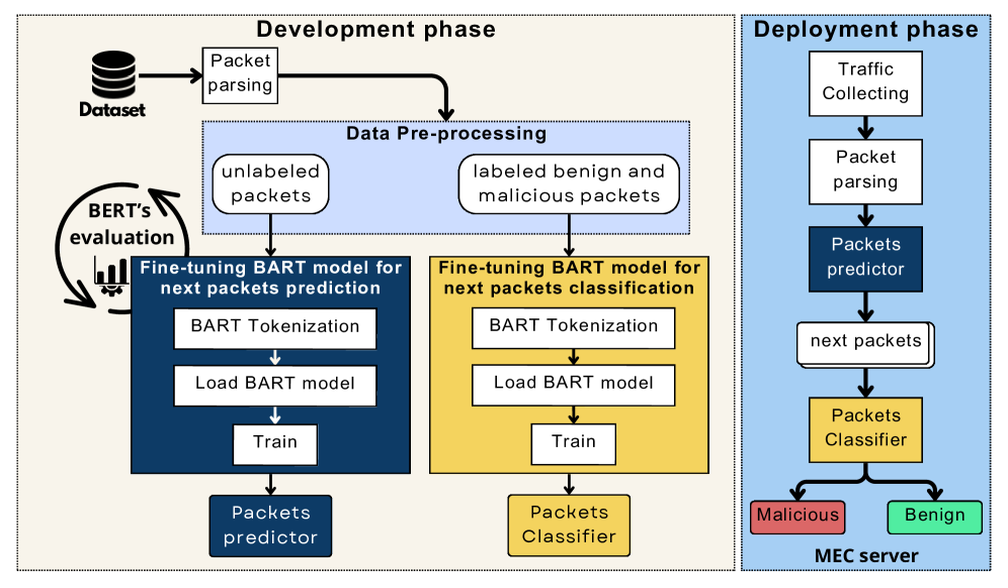 Development phase
Dataset
Packet
parsing
Data Pre-processing
unlabeled
packets
labeled benign and
malicious packets
BERT's
evaluation
Fine-tuning BART model for
next packets prediction
BART Tokenization
Load BART model
Train
Packets
predictor
Fine-tuning BART model for
next packets classification
BART Tokenization
Load BART model
Train
Packets
Classifier
Deployment phase
Traffic
Collecting
Packet
parsing
Packets
predictor
next packets
Packets
Classifier
Malicious
Benign
MEC server